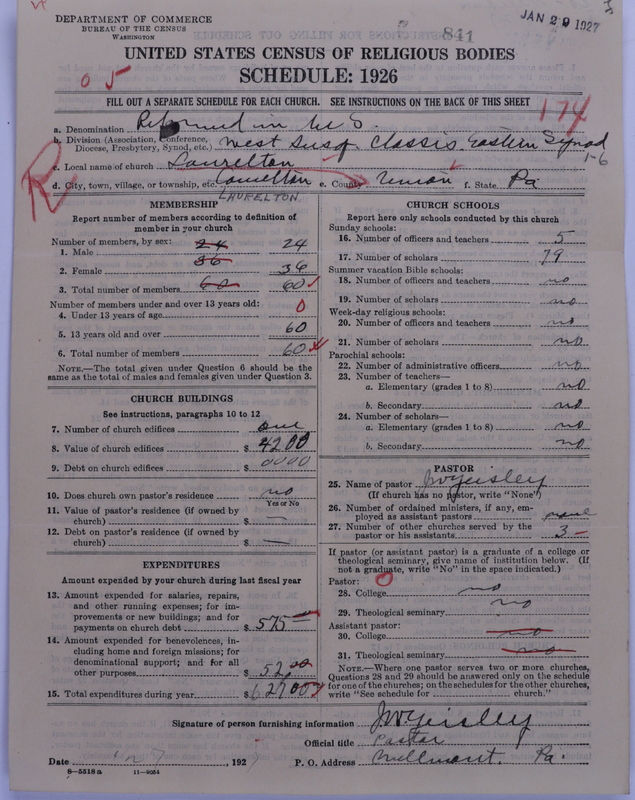 DEPARTMENT OF COMMERCE
BUREAU OF THE CENSUS
WASHINGTON
841
JAN 29 1927
UNITED STATES CENSUS OF RELIGIOUS BODIES
SCHEDULE: 1926
0 5
FILL OUT A SEPARATE SCHEDULE FOR EACH CHURCH. SEE INSTRUCTIONS ON THE BACK OF THIS SHEET
174
a. Denomination Reformed in U S.
b. Division (Association, Conference, Diocese, Presbytery, Synod, etc.) West Susq Classis Eastern Synod
1-6
R
c. Local name of church Laurelton
d. City, town, village, or township, etc. Laurelton e. County Union f. State Pa
LAURELTON
MEMBERSHIP
Report number of members according to definition of
member in your church
Number of members, by sex:
1. Male 24 24
2. Female 36 36
3. Total number of members 60 60
Number of members under and over 13 years old:
4. Under 13 years of age 0
5. 13 years old and over 60
6. Total number of members 60
NOTE.—The total given under Question 6 should be
same as the total of males and females given under Question 3.
CHURCH BUILDINGS
See instructions, paragraphs 10 to 12
7. Number of church edifices one
8. Value of church edifices $ 4200
9. Debt on church edifices $ 0000
10. Does church own pastor's residence no
Yes or No
11. Value of pastor's residence (if owned by
church) $ —
12. Debt on pastor's residence (if owned by
church) $ —
EXPENDITURES
Amount expended by your church during last fiscal year
13. Amount expended for salaries, repairs,
and other running expenses; for im-
provements or new buildings; and for
payments on church debt $ 575
14. Amount expended for benevolences, in-
cluding home and foreign missions; for
denominational support; and for all
other purposes $ 52.00
15. Total expenditures during year $ 627.00
CHURCH SCHOOLS
Report here only schools conducted by this church
Sunday schools:
16. Number of officers and teachers 5
17. Number of scholars 79
Summer vacation Bible schools:
18. Number of officers and teachers no
19. Number of scholars no
Week-day religious schools:
20. Number of officers and teachers no
21. Number of scholars no
Parochial schools:
22. Number of administrative officers no
23. Number of teachers—
a. Elementary (grades 1 to 8) no
b. Secondary no
24. Number of scholars—
a. Elementary (grades 1 to 8) no
b. Secondary no
PASTOR
25. Name of pastor J W Yeisley
(If church has no pastor, write "None")
26. Number of ordained ministers, if any, em-
ployed as assistant pastors
27. Number of other churches served by the
pastor or his assistants 3 –
If pastor (or assistant pastor) is a graduate of a college or
theological seminary, give name of institution below. (If
not a graduate, write "No" in the space indicated.)
Pastor: 0
28. College no
29. Theological seminary no
Assistant pastor:
30. College no
31. Theological seminary no
NOTE.—Where one pastor serves two or more churches,
Questions 28 and 29 should be answered only on the schedule
for one of the churches; on the schedules for the other churches,
write "See schedule for ______ church."
Signature of person furnishing information J W Yeisley
Official title Pastor
Date 192 P. O. Address Millmont. Pa.
8—5518 a 11—9054